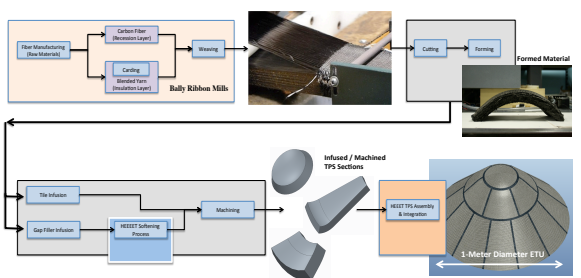 Fiber Manufacturing
(Raw Materials)
Carbon Fiber
(Recession Layer)
Carding
Blended Yarn
(Insulation Layer)
Weaving
Bally Ribbon Mills
Cutting
Forming
Formed Material
Tile Infusion
Gap Filler Infusion
HEEEET Softening
Process
Machining
Infused / Machined
TPS Sections
HEEET TPS Assembly
& Integration
1-Meter Diameter ETU